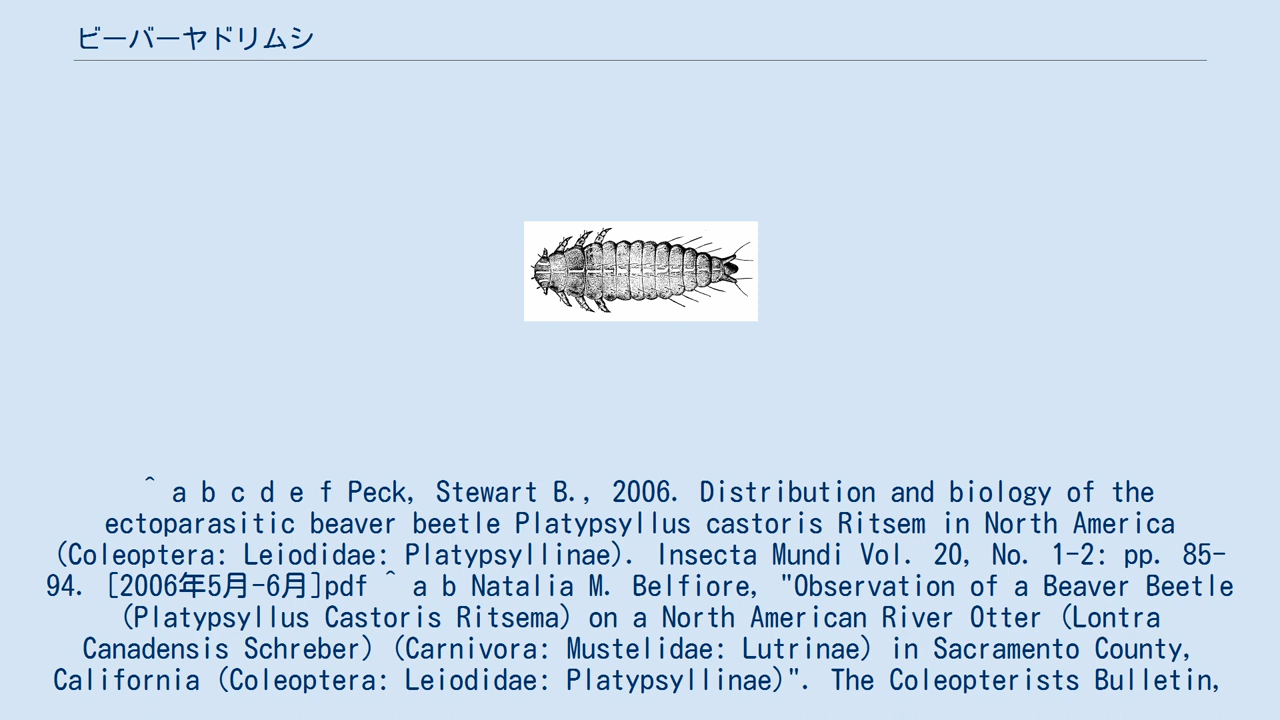 ビーバーヤドリムシ
^ a b c d e f Peck, Stewart B., 2006. Distribution and biology of the
ectoparasitic beaver beetle Platypsyllus castoris Ritsem in North America
(Coleoptera: Leiodidae: Platypsyllinae). Insecta Mundi Vol. 20, No. 1-2: pp. 85-
94. [2006年5月-6月]pdf ^ a b Natalia M. Belfiore, "Observation of a Beaver Beetle
(Platypsyllus Castoris Ritsema) on a North American River Otter (Lontra
Canadensis Schreber) (Carnivora: Mustelidae: Lutrinae) in Sacramento County,
California (Coleoptera: Leiodidae: Platypsyllinae)". The Coleopterists Bulletin,